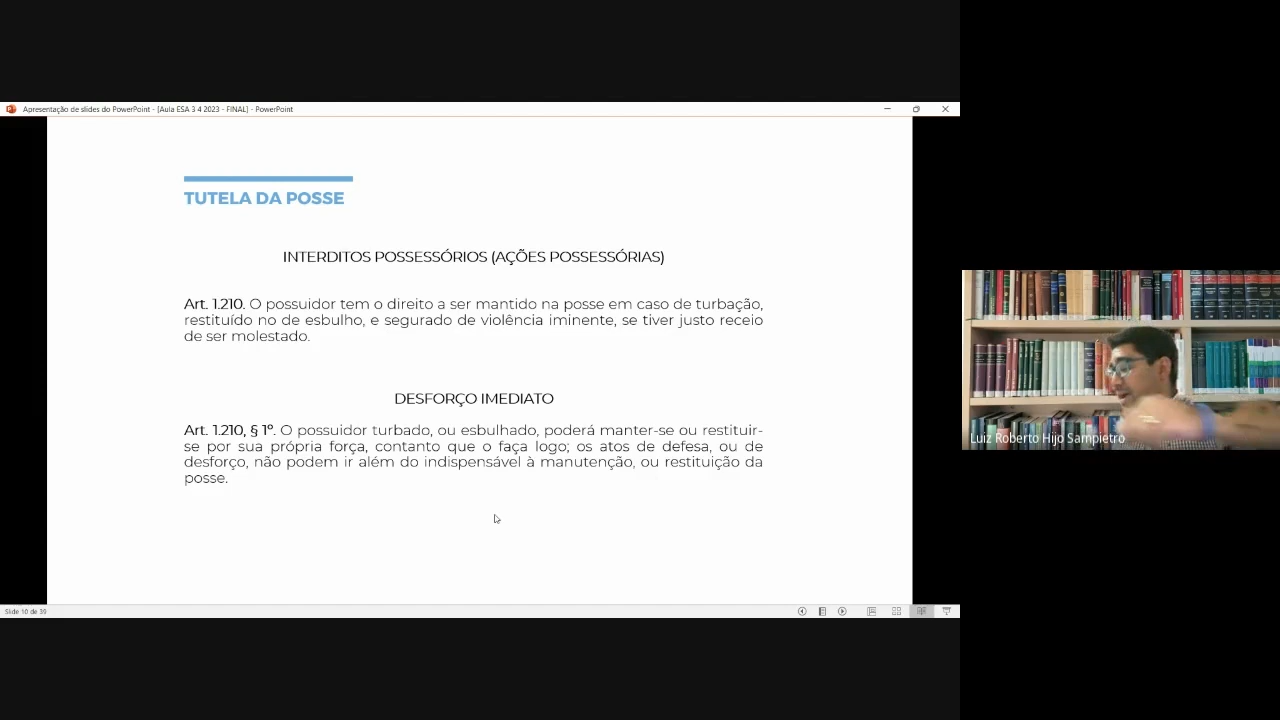 Apresentação de slides do PowerPoint - [Aula ESA 3 4 2023 - FINAL] - PowerPoint
TUTELA DA POSSE
INTERDITOS POSSESSÓRIOS (AÇÕES POSSESSÓRIAS)
Art. 1.210. O possuidor tem o direito a ser mantido na posse em caso de turbação,
restituído no de esbulho, e segurado de violência iminente, se tiver justo receio
de ser molestado.
DESFORÇO IMEDIATO
Art. 1.210, § 1º. O possuidor turbado, ou esbulhado, poderá manter-se ou restituir-
se por sua própria força, contanto que o faça logo; os atos de defesa, ou de
desforço, não podem ir além do indispensável à manutenção, ou restituição da
posse.
Luiz Roberto Hijo Sampietro
Slide 10 de 39